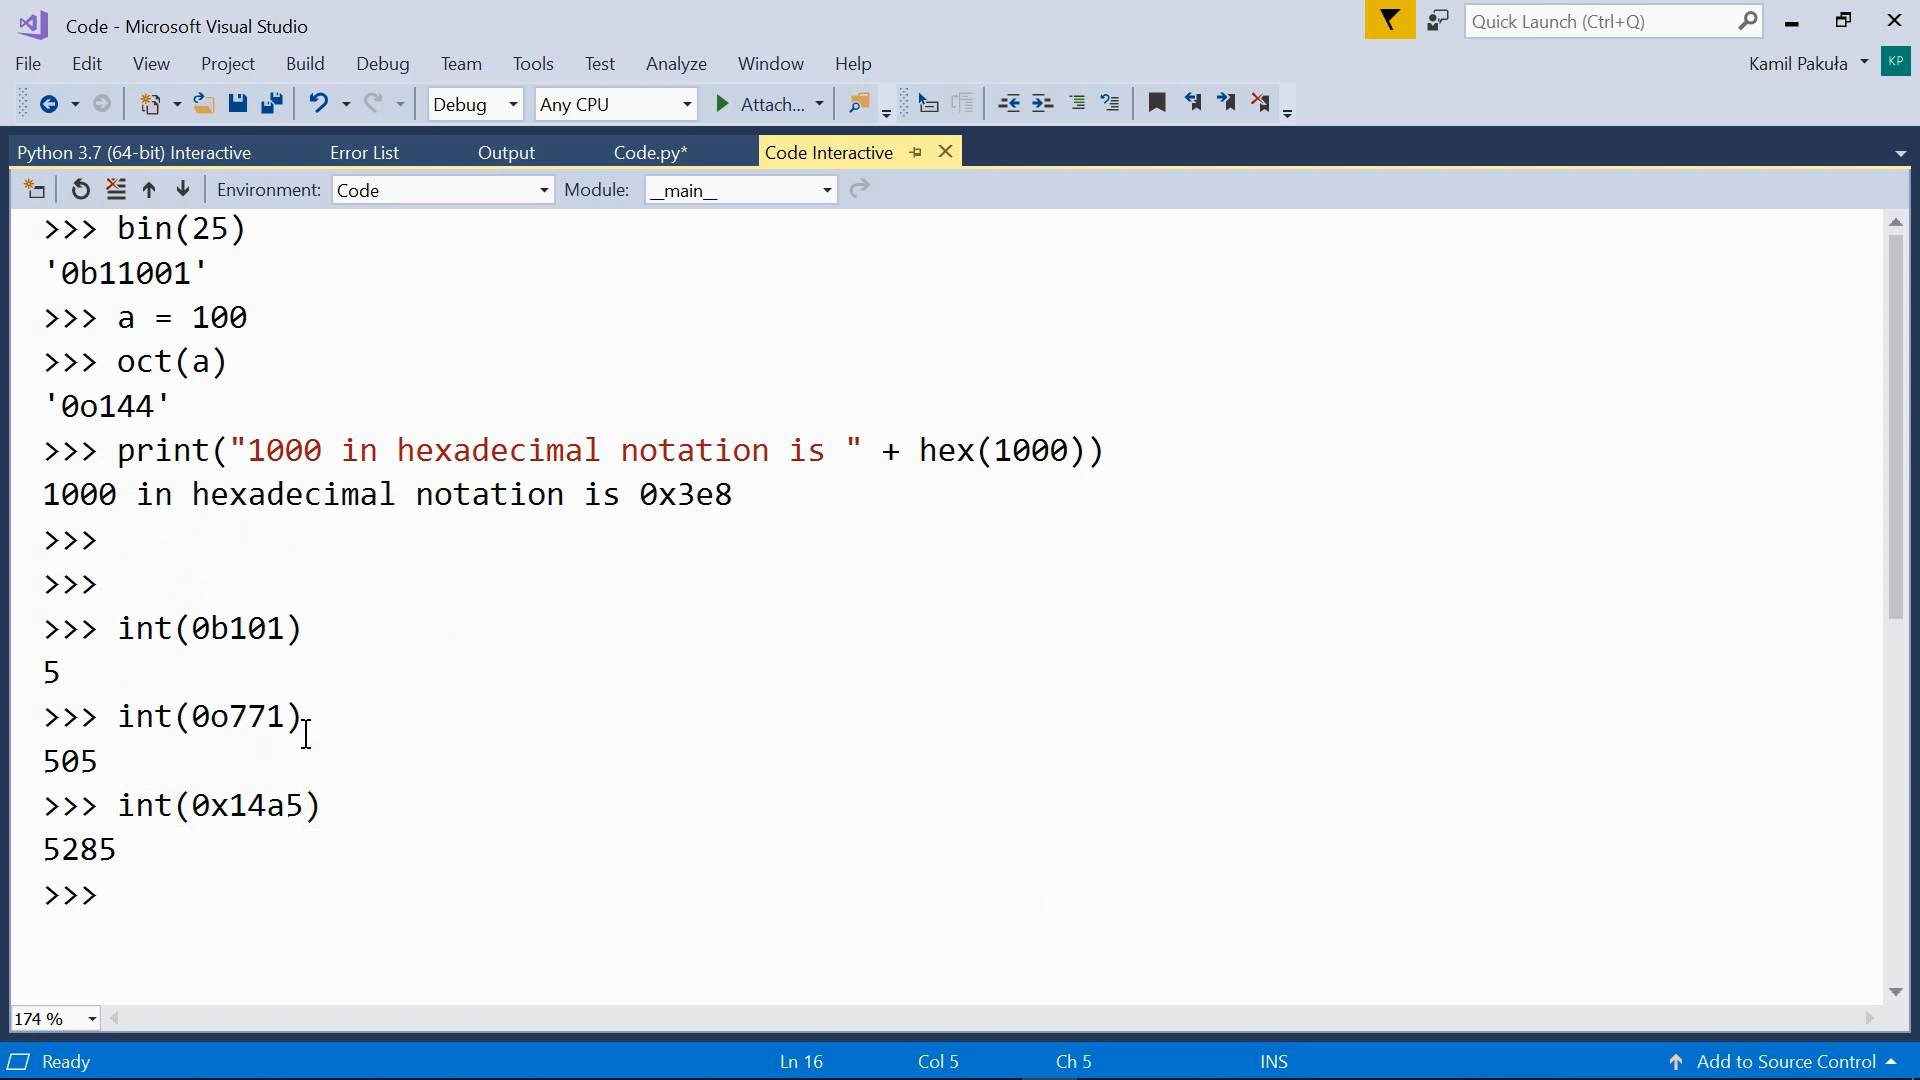 Code - Microsoft Visual Studio
Quick Launch (Ctrl+Q)
File Edit View Project Build Debug Team Tools Test Analyze Window Help
Kamil Pakuła KP
Debug Any CPU Attach...
Python 3.7 (64-bit) Interactive Error List Output Code.py* Code Interactive
Environment: Code Module: __main__
>>> bin(25)
'0b11001'
>>> a = 100
>>> oct(a)
'0o144'
>>> print("1000 in hexadecimal notation is " + hex(1000))
1000 in hexadecimal notation is 0x3e8
>>>
>>>
>>> int(0b101)
5
>>> int(0o771)
505
>>> int(0x14a5)
5285
>>>
174 %
Ready Ln 16 Col 5 Ch 5 INS Add to Source Control